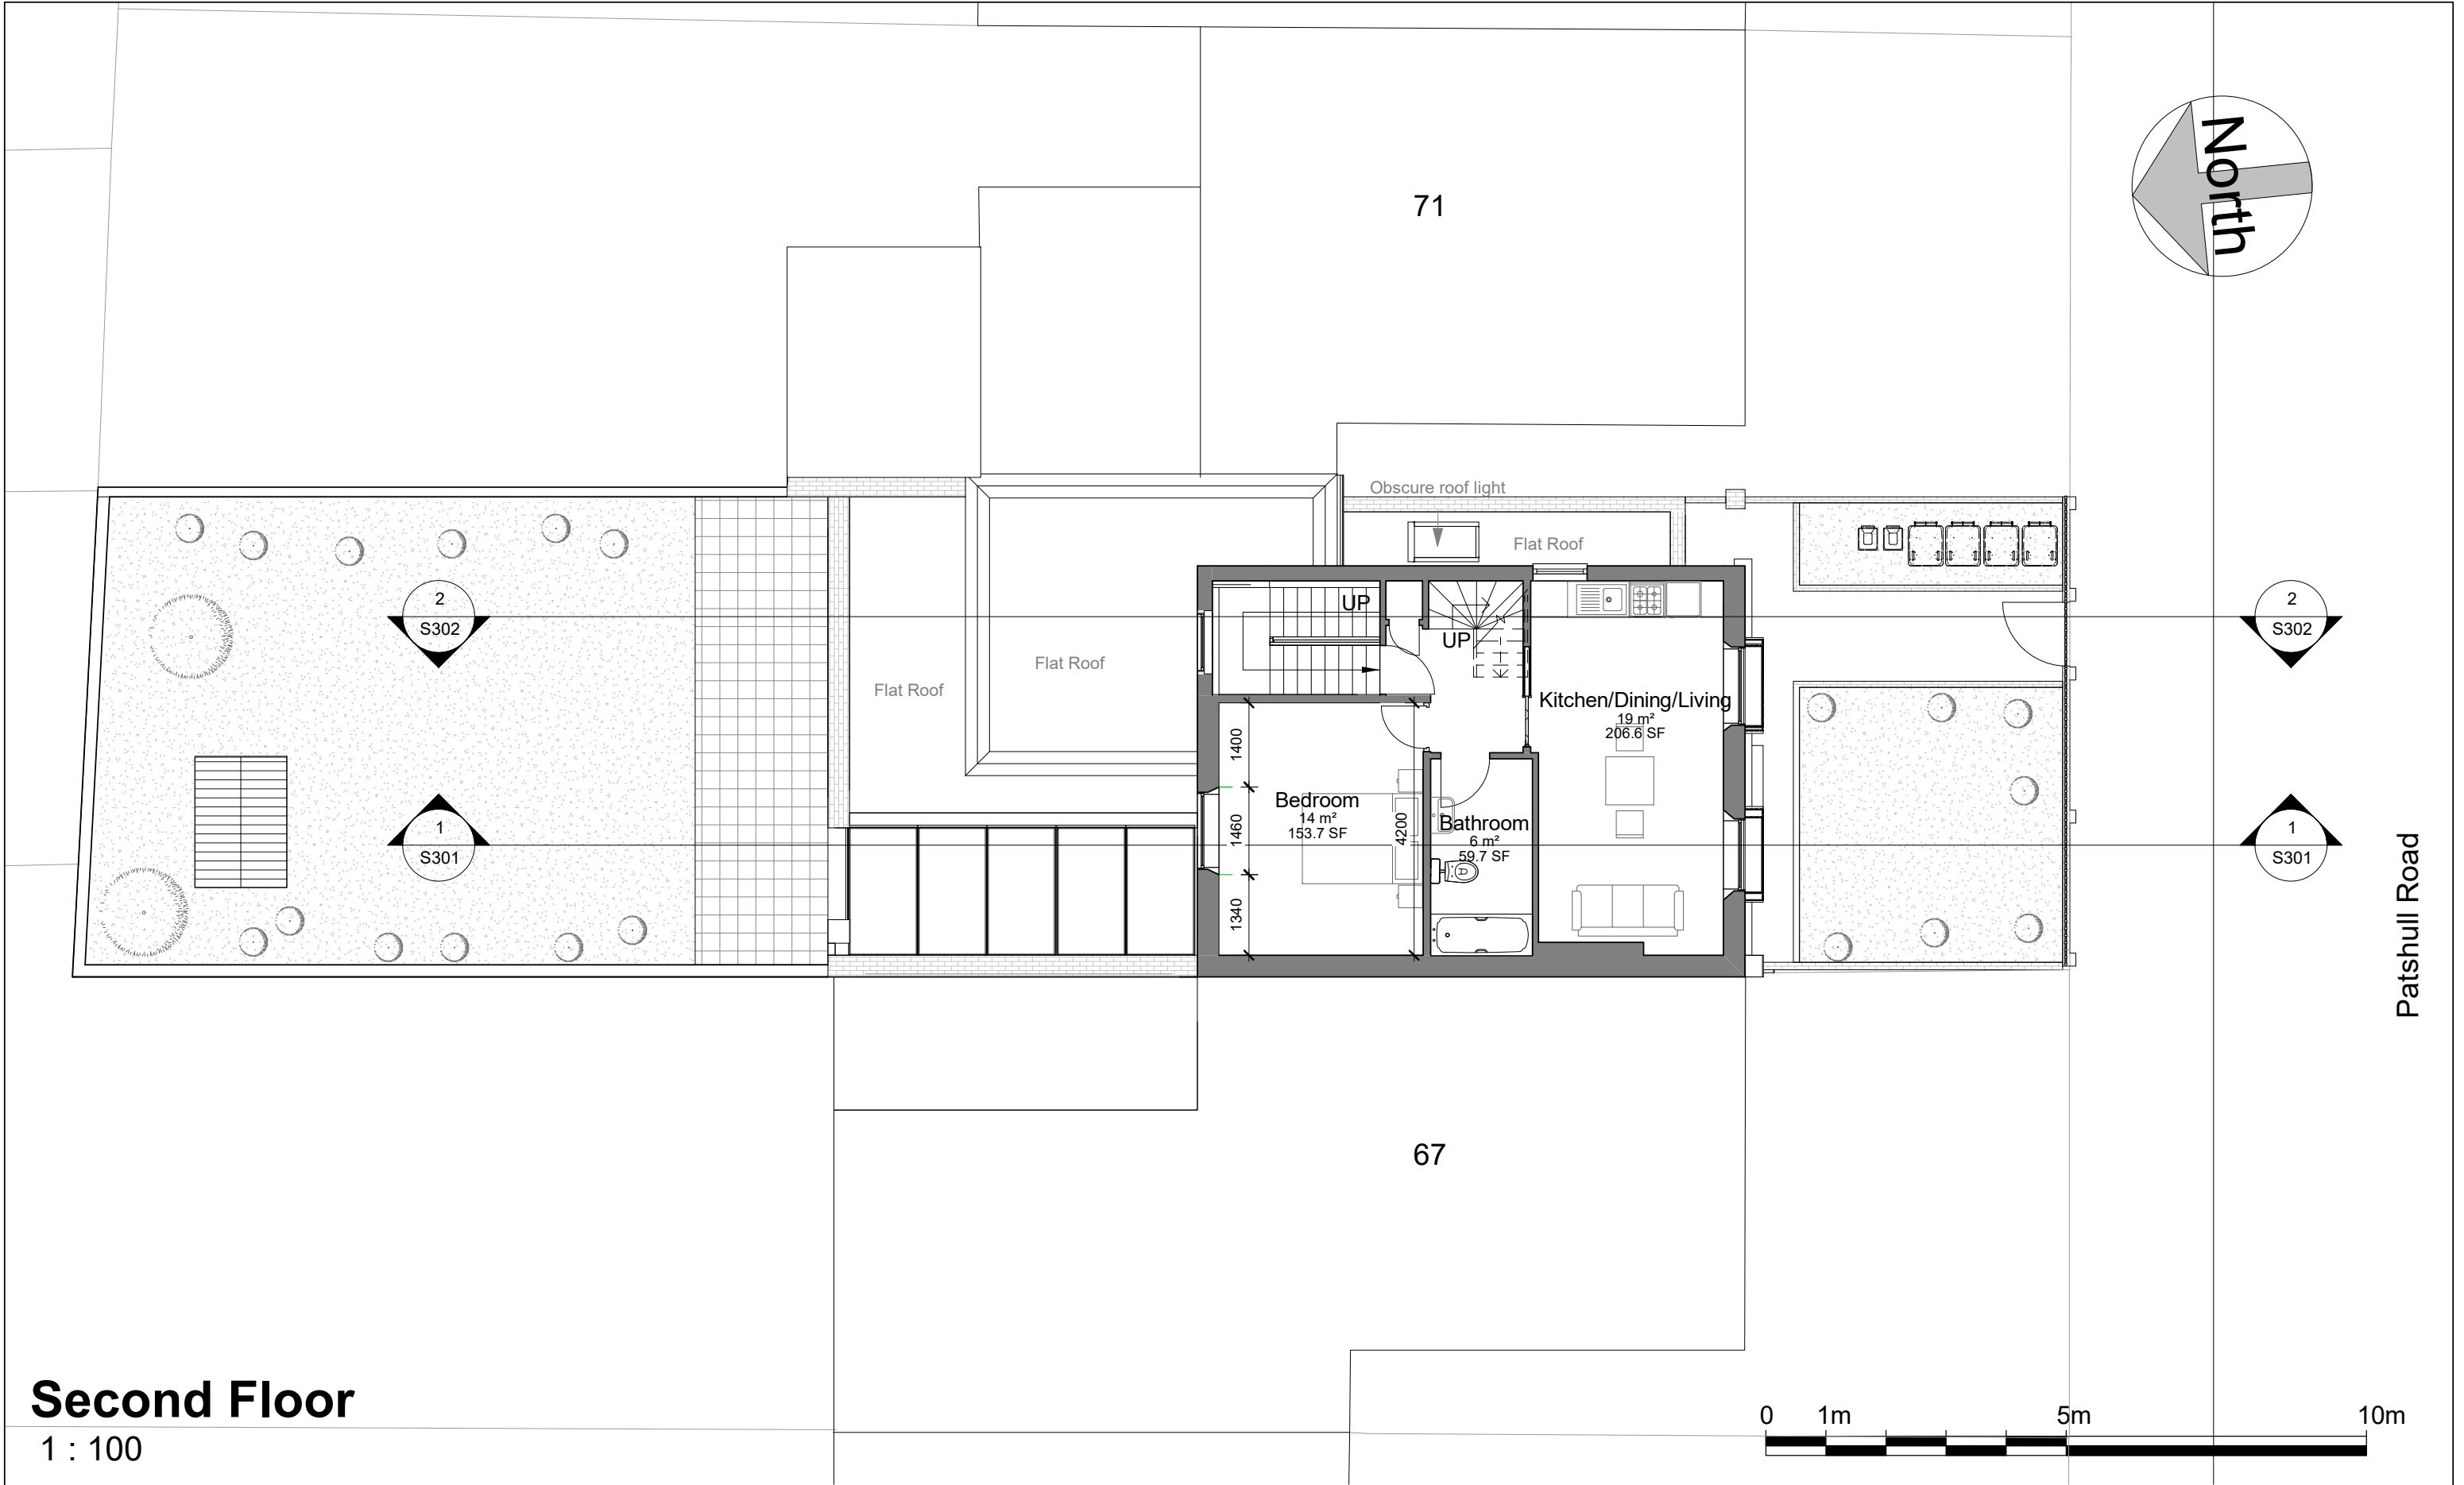 71
North
Obscure roof light
Flat Roof
2
S302
UP
UP
2
S302
Flat Roof
Flat Roof
Kitchen/Dining/Living
19 m²
206.6 SF
1400
1460
1340
4200
Bedroom
14 m²
153.7 SF
Bathroom
6 m²
59.7 SF
1
S301
1
S301
Patshull Road
67
Second Floor
1 : 100
0 1m 5m 10m